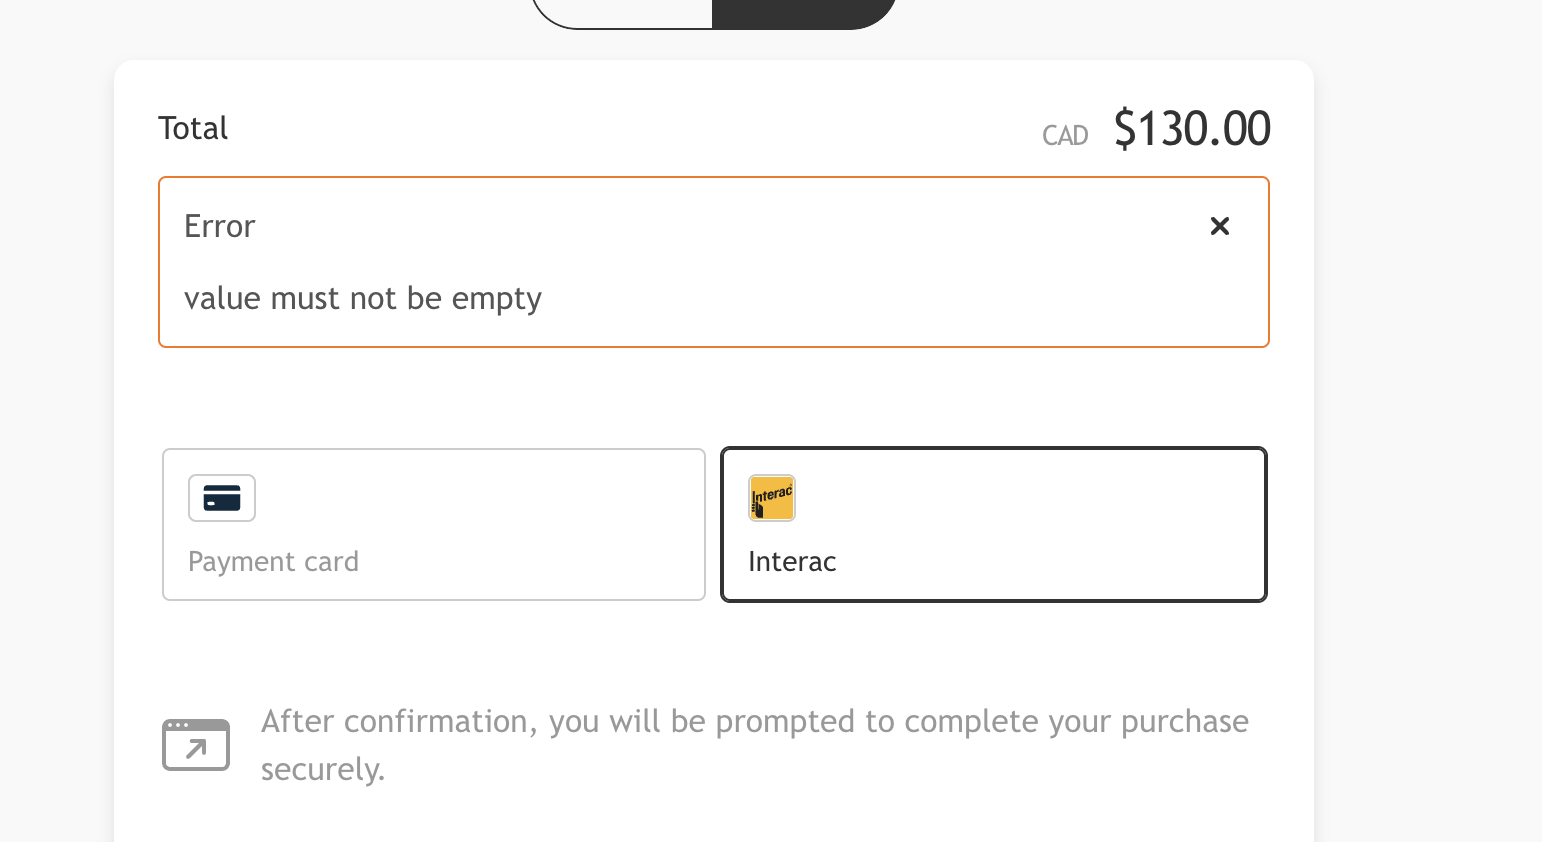 Total
CAD $130.00
Error
value must not be empty
Interac
Payment card
Interac
After confirmation, you will be prompted to complete your purchase
securely.